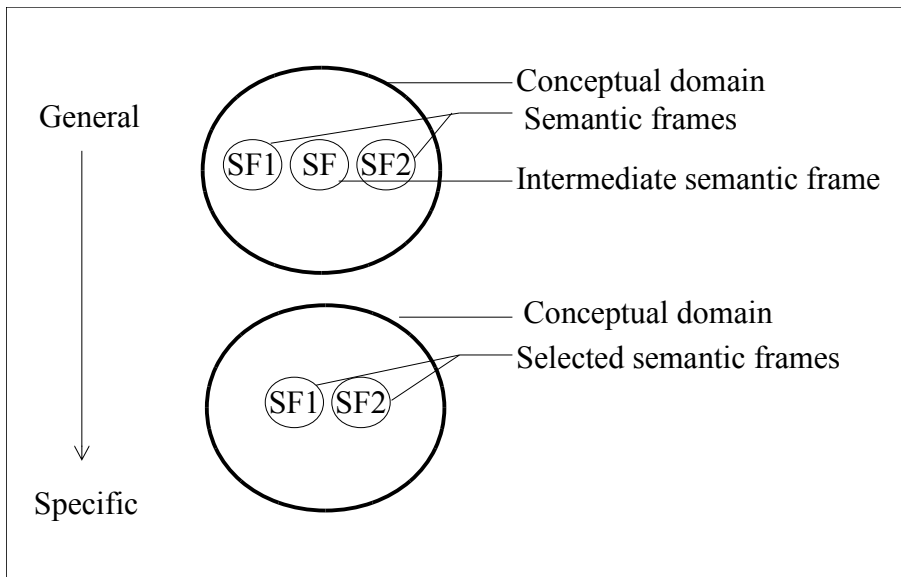 Conceptual domain
General
Semantic frames
SF1 SF SF2
Intermediate semantic frame
Conceptual domain
Selected semantic frames
SF1 SF2
Specific